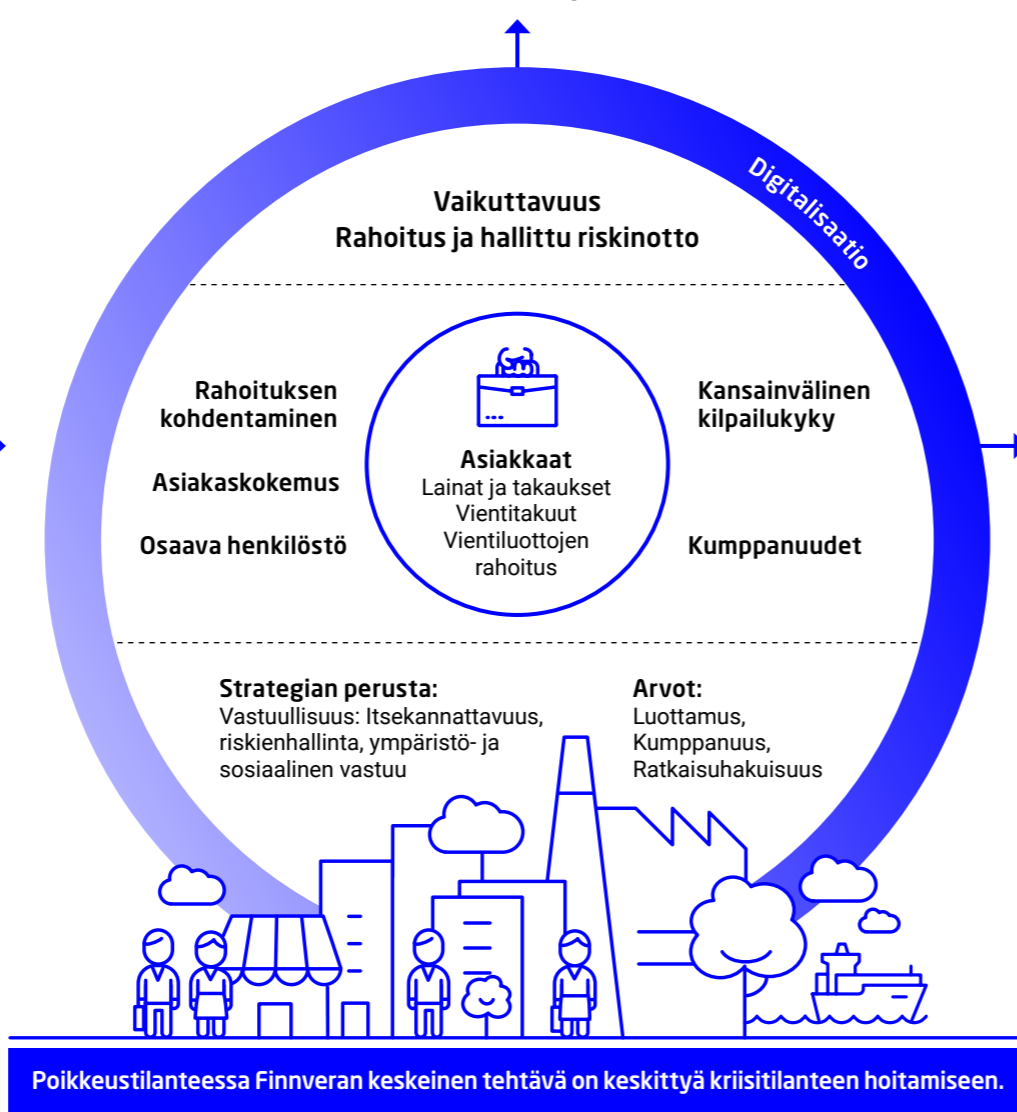 Digitalisaatio
Vaikuttavuus
Rahoitus ja hallittu riskinotto
Rahoituksen
kohdentaminen
Asiakaskokemus
Osaava henkilöstö
Asiakkaat
Lainat ja takaukset
Vientitakuut
Vientiluottojen
rahoitus
Kansainvälinen
kilpailukyky
Kumppanuudet
Strategian perusta:
Vastuullisuus: Itsekannattavuus,
riskienhallinta, ympäristö- ja
sosiaalinen vastuu
Arvot:
Luottamus,
Kumppanuus,
Ratkaisuhakuisuus
Poikkeustilanteessa Finnveran keskeinen tehtävä on keskittyä kriisitilanteen hoitamiseen.